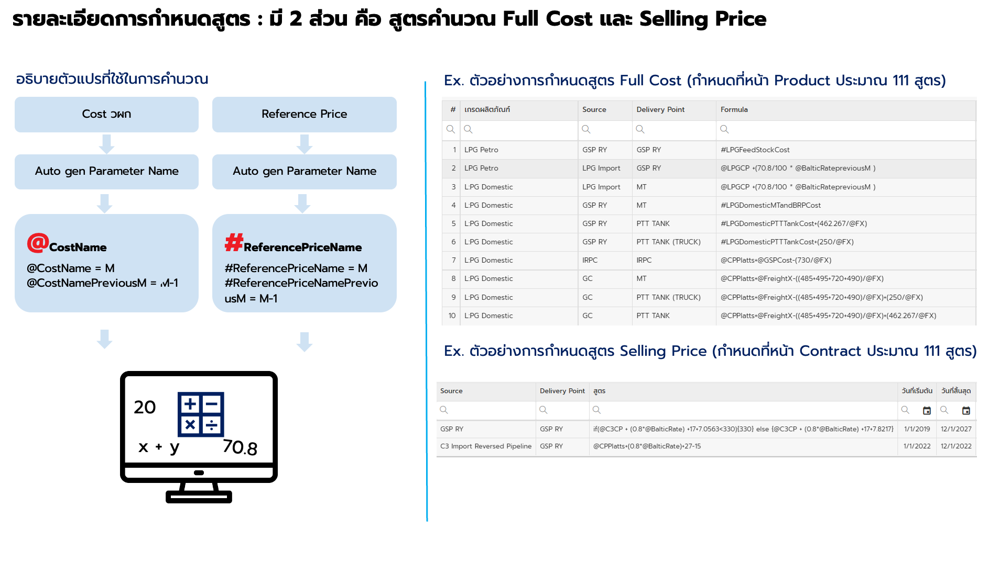 รายละเอียดการกำหนดสูตร : มี 2 ส่วน คือ สูตรคำนวณ Full Cost และ Selling Price
อธิบายตัวแปรที่ใช้ในการคำนวณ
Cost วผก
Reference Price
Auto gen Parameter Name
Auto gen Parameter Name
@CostName
@CostName = M
@CostNamePreviousM = M-1
#ReferencePriceName
#ReferencePriceName = M
#ReferencePriceNamePrevio
usM = M-1
20
x + y
70.8
Ex. ตัวอย่างการกำหนดสูตร Full Cost (กำหนดที่หน้า Product ประมาณ 111 สูตร)
# เกรดผลิตภัณฑ์ Source Delivery Point Formula
1 LPG Petro GSP RY GSP RY #LPGFeedStockCost
2 LPG Petro LPG Import GSP RY @LPGCP +(70.8/100 * @BalticRatepreviousM )
3 L:PG Domestic LPG Import MT @LPGCP +(70.8/100 * @BalticRatepreviousM )
4 L:PG Domestic GSP RY MT #LPGDomesticMTandBRPCost
5 L:PG Domestic GSP RY PTT TANK #LPGDomesticPTTTankCost+(462.267/@FX)
6 L:PG Domestic GSP RY PTT TANK (TRUCK) #LPGDomesticPTTTankCost+(250/@FX)
7 L:PG Domestic IRPC IRPC @CPPlatts+@GSPCost-(730/@FX)
8 L:PG Domestic GC MT @CPPlatts+@FreightX-((485+495+720+490)/@FX)
9 L:PG Domestic GC PTT TANK (TRUCK) @CPPlatts+@FreightX-((485+495+720+490)/@FX)+(250/@FX)
10 L:PG Domestic GC PTT TANK @CPPlatts+@FreightX-((485+495+720+490)/@FX)+(462.267/@FX)
Ex. ตัวอย่างการกำหนดสูตร Selling Price (กำหนดที่หน้า Contract ประมาณ 111 สูตร)
Source Delivery Point สูตร วันที่เริ่มต้น วันที่สิ้นสุด
GSP RY GSP RY if(@C3CP + (0.8*@BalticRate) +17+7.0563<330){330} else {@C3CP + (0.8*@BalticRate) +17+7.8217} 1/1/2019 12/1/2027
C3 Import Reversed Pipeline GSP RY @CPPlatts+(0.8*@BalticRate)+27-15 1/1/2022 12/1/2022